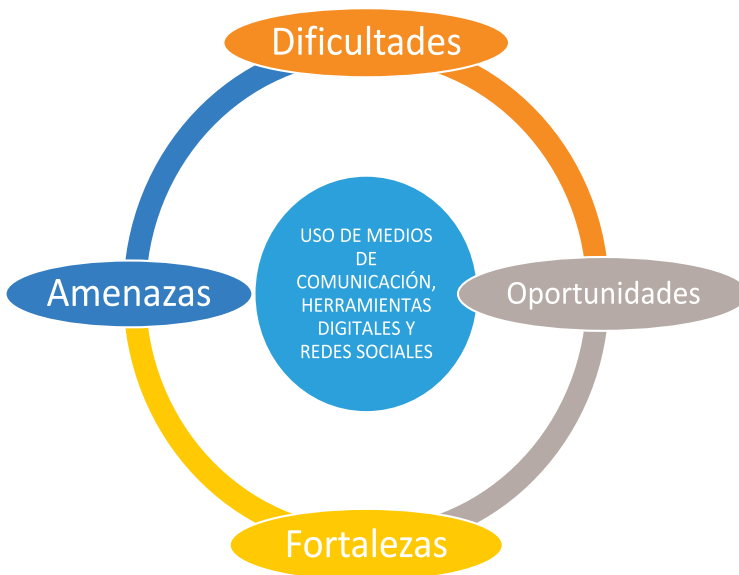 Dificultades
USO DE MEDIOS
DE
COMUNICACIÓN,
HERRAMIENTAS
DIGITALES Y
REDES SOCIALES
Amenazas
Oportunidades
Fortalezas